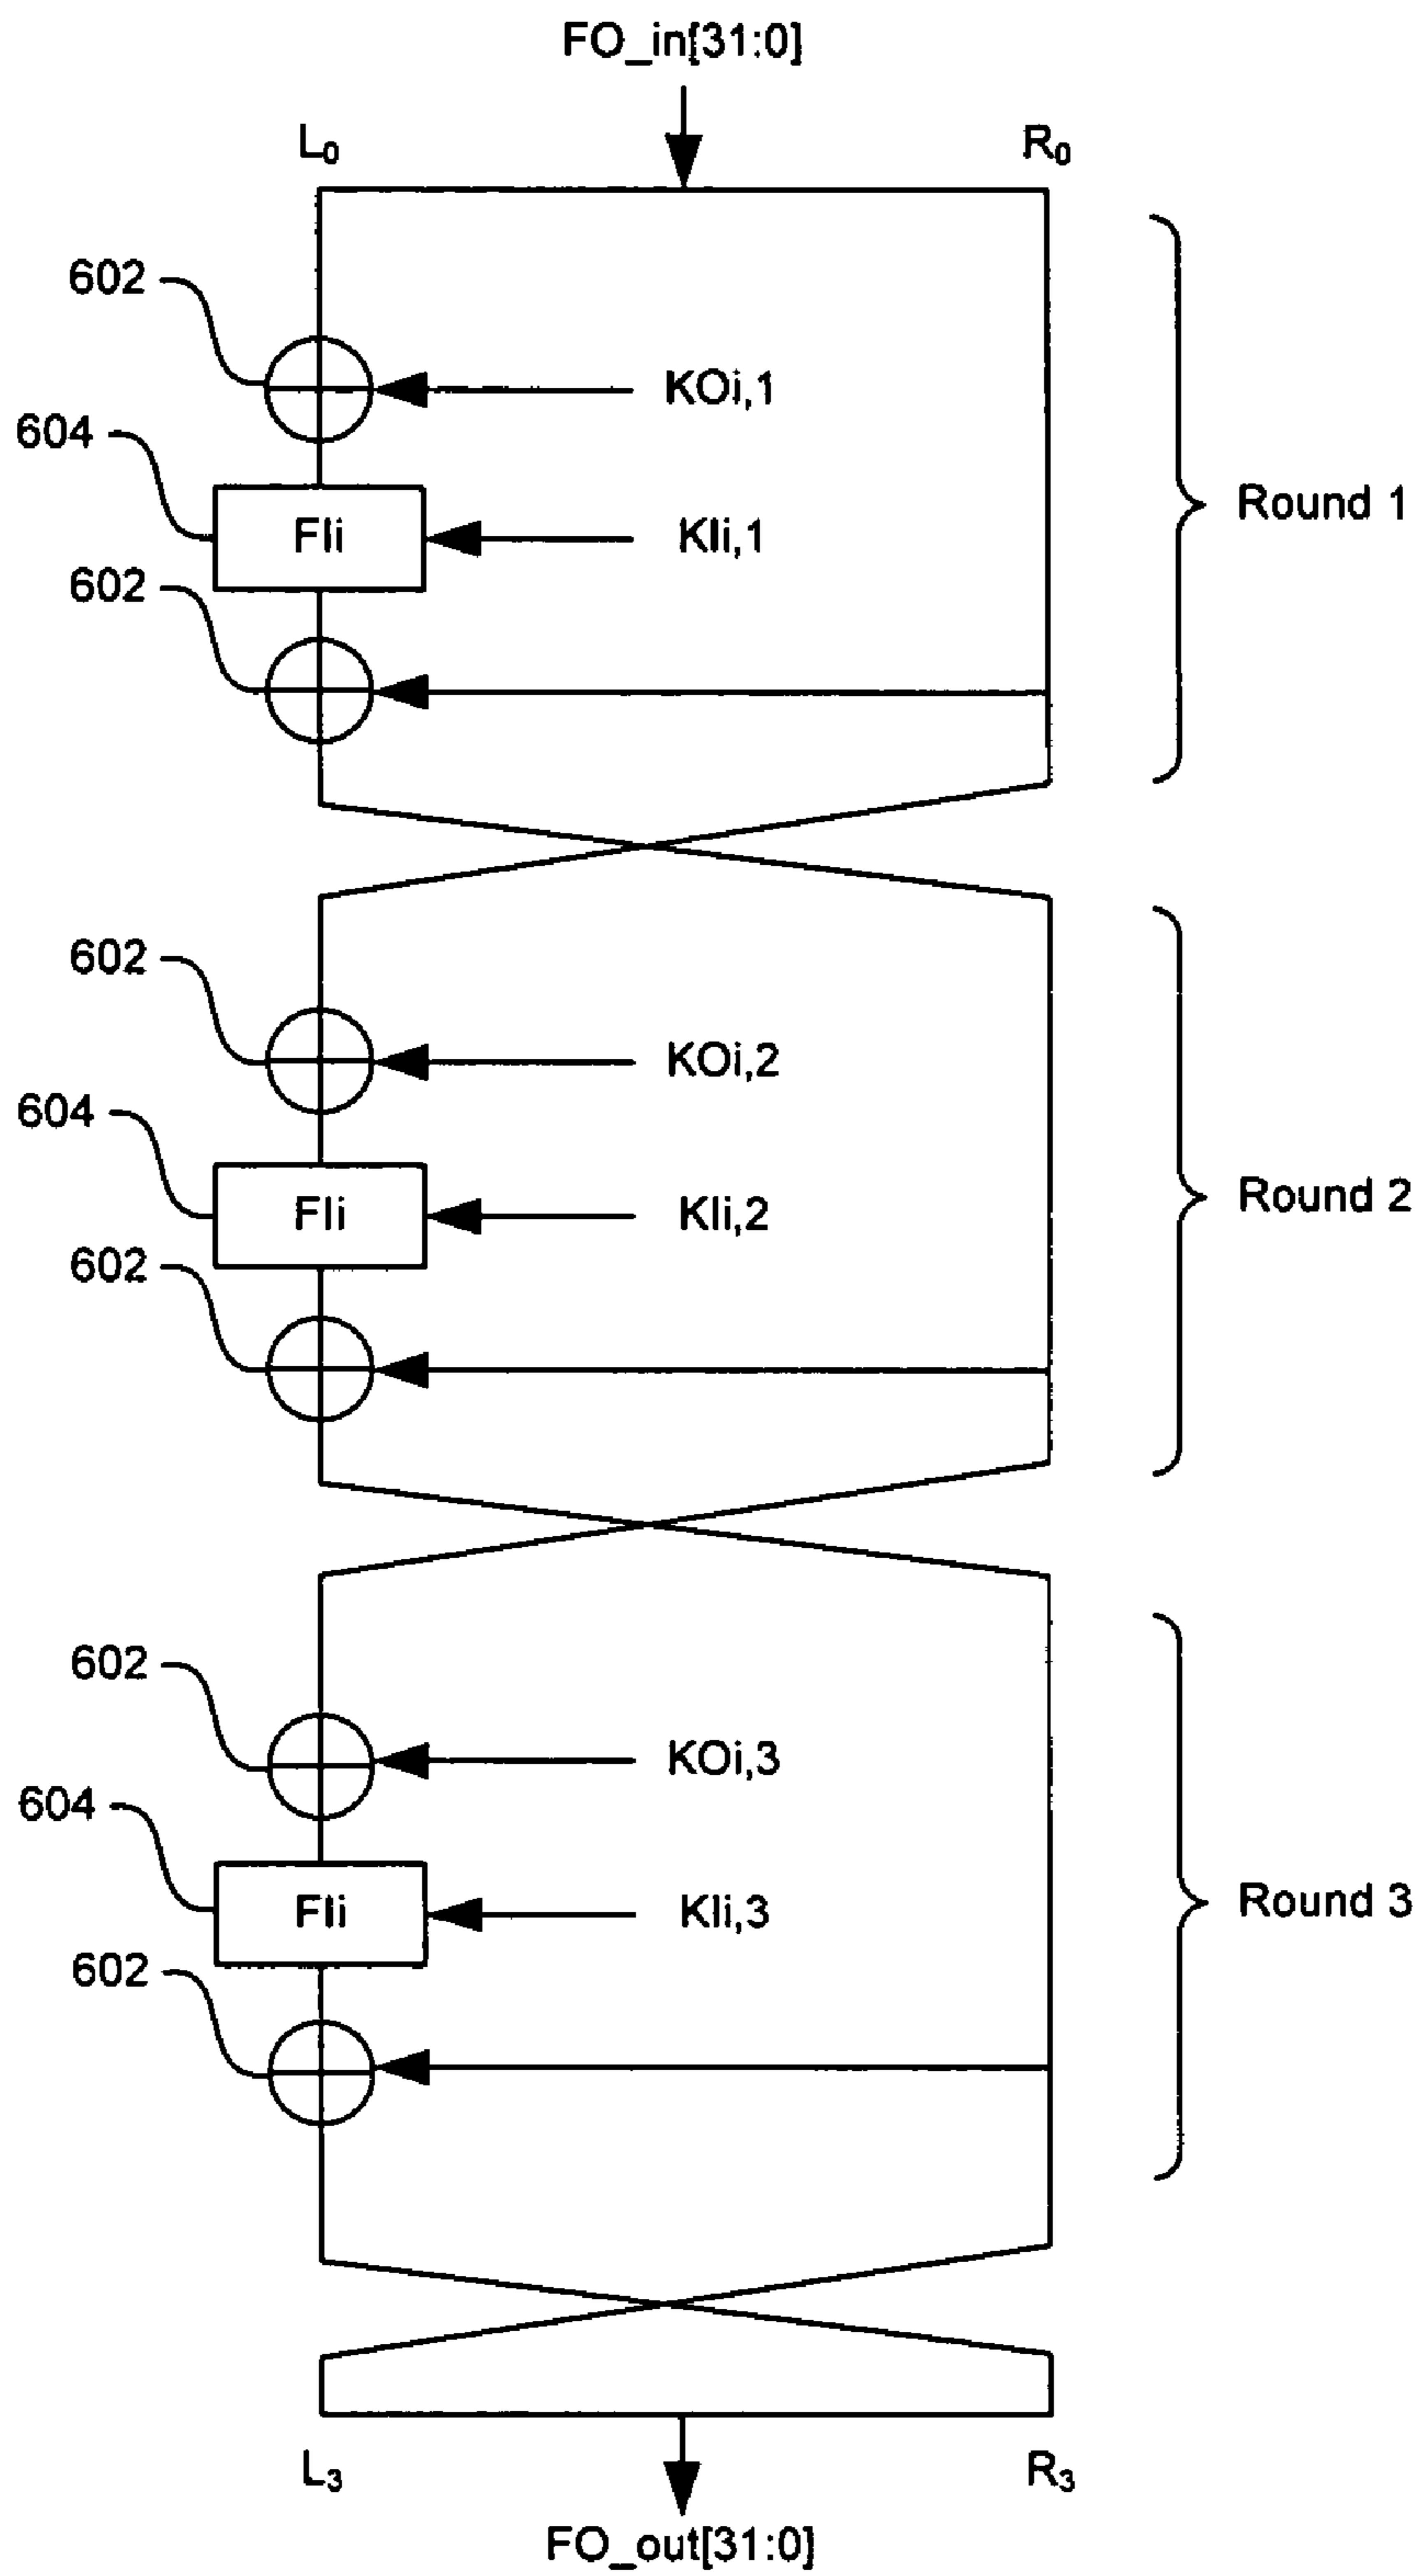 FO_in[31:0]
L₀ R₀
602
KOi,1
604
FIi
KIi,1
Round 1
602
602
KOi,2
604
FIi
KIi,2
Round 2
602
602
KOi,3
604
FIi
KIi,3
Round 3
602
L₃ R₃
FO_out[31:0]